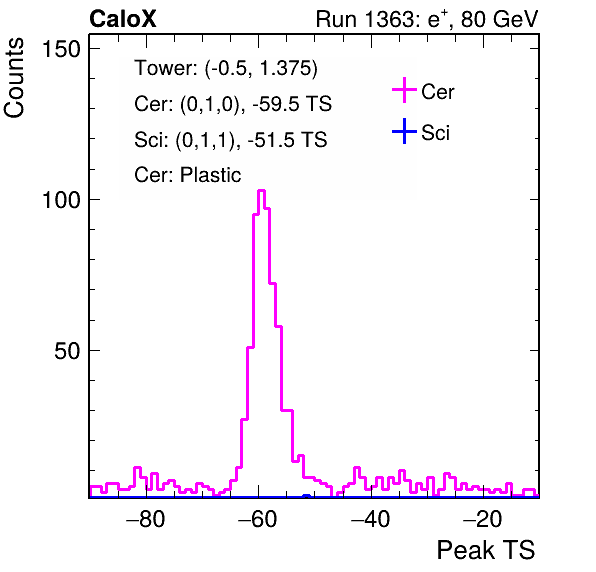 CaloX Run 1363: e⁺, 80 GeV
Counts
150
100
50
Tower: (-0.5, 1.375)
Cer: (0,1,0), -59.5 TS
Sci: (0,1,1), -51.5 TS
Cer: Plastic
Cer
Sci
−80 −60 −40 −20
Peak TS